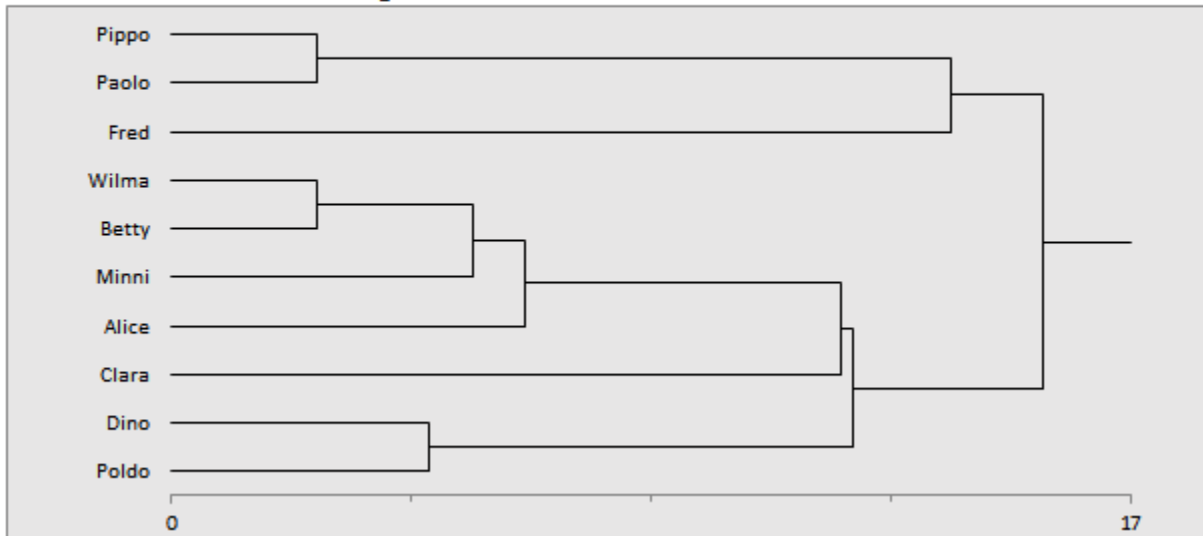 Pippo
Paolo
Fred
Wilma
Betty
Minni
Alice
Clara
Dino
Poldo
0 17